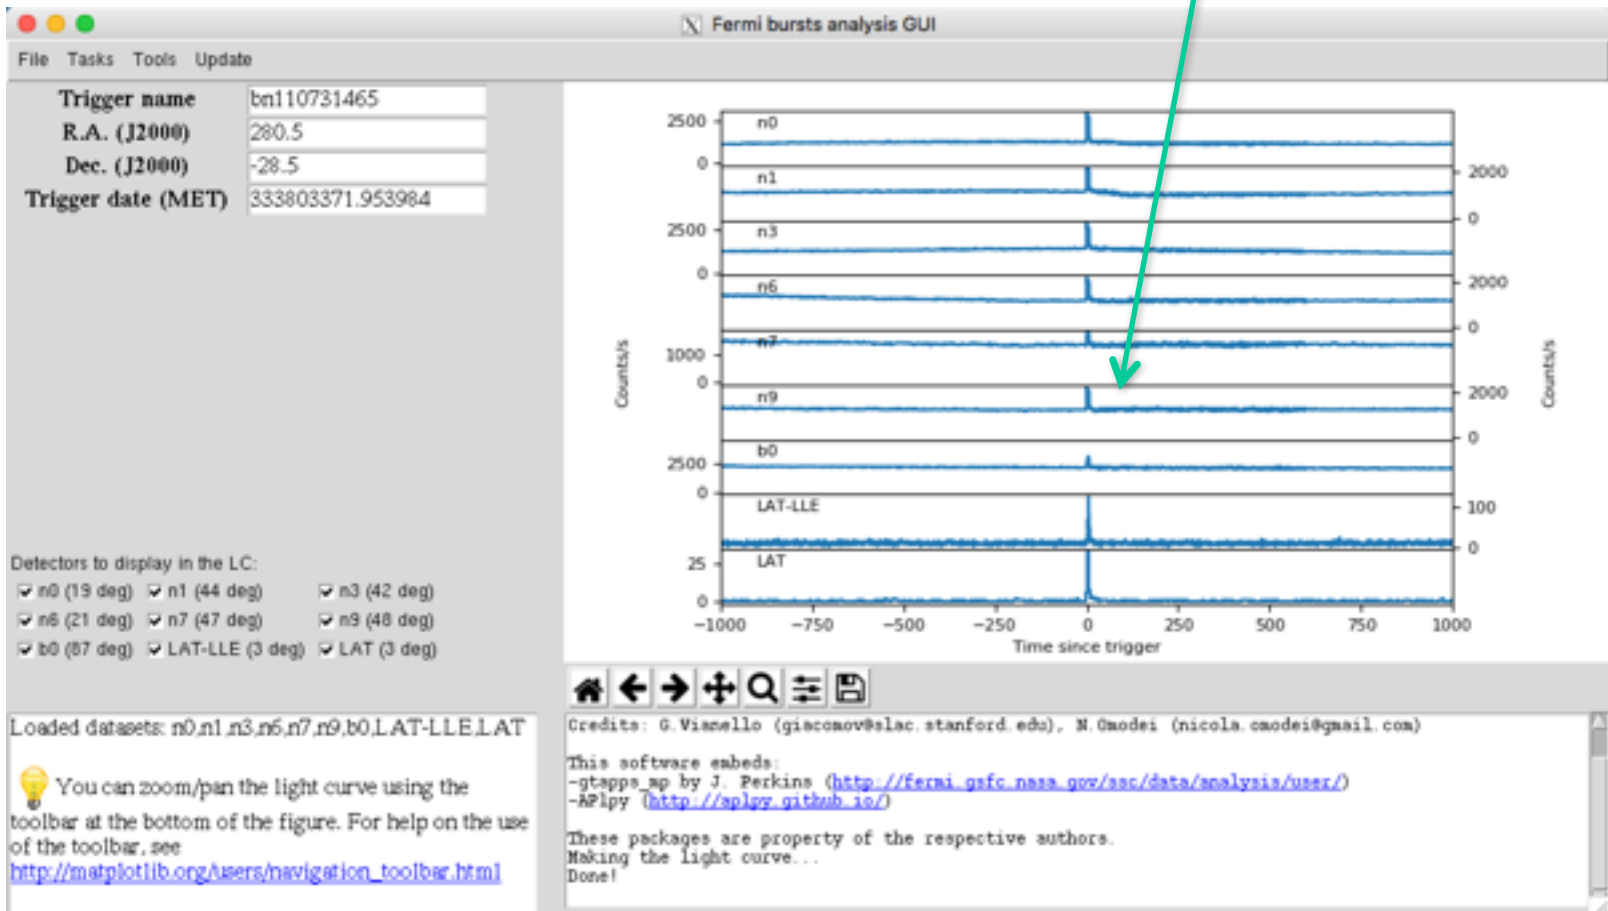 Fermi bursts analysis GUI
File Tasks Tools Update
Trigger name bn110731465
R.A. (J2000) 280.5
Dec. (J2000) -28.5
Trigger date (MET) 333803371.953984
Detectors to display in the LC:
n0 (19 deg) n1 (44 deg) n3 (42 deg)
n6 (21 deg) n7 (47 deg) n9 (48 deg)
b0 (87 deg) LAT-LLE (3 deg) LAT (3 deg)
Loaded datasets: n0,n1,n3,n6,n7,n9,b0,LAT-LLE,LAT
You can zoom/pan the light curve using the
toolbar at the bottom of the figure. For help on the use
of the toolbar, see
http://matplotlib.org/users/navigation_toolbar.html
2500 n0
0
n1 2000
0
2500 n3
0
n6 2000
0
1000 n7
0
n9 2000
0
b0
2500
0
LAT-LLE 100
0
25 LAT
0
Counts/s
Counts/s
−1000 −750 −500 −250 0 250 500 750 1000
Time since trigger
Credits: G.Vianello (giacomov@slac.stanford.edu), N.Omodei (nicola.omodei@gmail.com)
This software embeds:
-gtapps_mp by J. Perkins (http://fermi.gsfc.nasa.gov/ssc/data/analysis/user/)
-APlpy (http://aplpy.github.io/)
These packages are property of the respective authors.
Making the light curve...
Done!